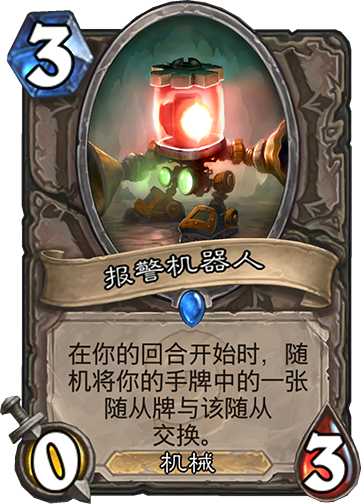 3
报警机器人
在你的回合开始时，随
机将你的手牌中的一张
随从牌与该随从
交换。
0
机械
3